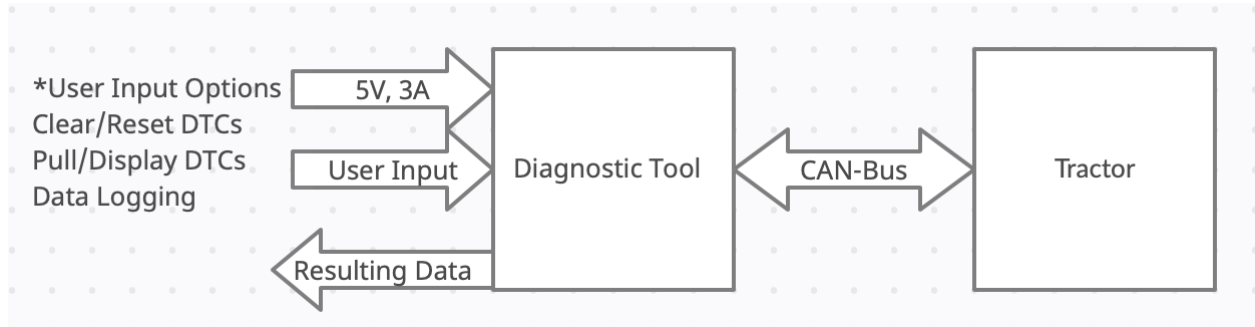 *User Input Options
Clear/Reset DTCs
Pull/Display DTCs
Data Logging
5V, 3A
User Input
Resulting Data
Diagnostic Tool
CAN-Bus
Tractor